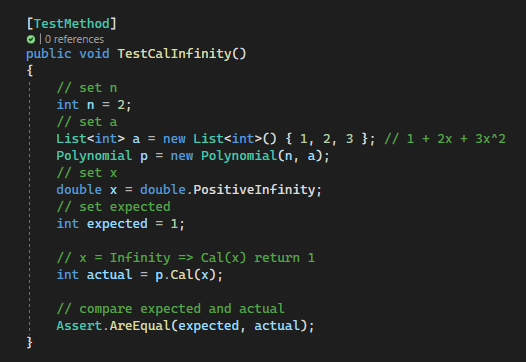 [TestMethod]
| 0 references
public void TestCalInfinity()
{
// set n
int n = 2;
// set a
List<int> a = new List<int>() { 1, 2, 3 }; // 1 + 2x + 3x^2
Polynomial p = new Polynomial(n, a);
// set x
double x = double.PositiveInfinity;
// set expected
int expected = 1;
// x = Infinity => Cal(x) return 1
int actual = p.Cal(x);
// compare expected and actual
Assert.AreEqual(expected, actual);
}